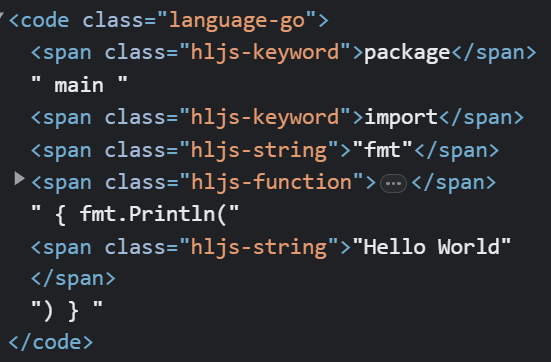 <code class="language-go">
<span class="hljs-keyword">package</span>
" main "
<span class="hljs-keyword">import</span>
<span class="hljs-string">"fmt"</span>
<span class="hljs-function">…</span>
" { fmt.Println("
<span class="hljs-string">"Hello World"
</span>
") } "
</code>